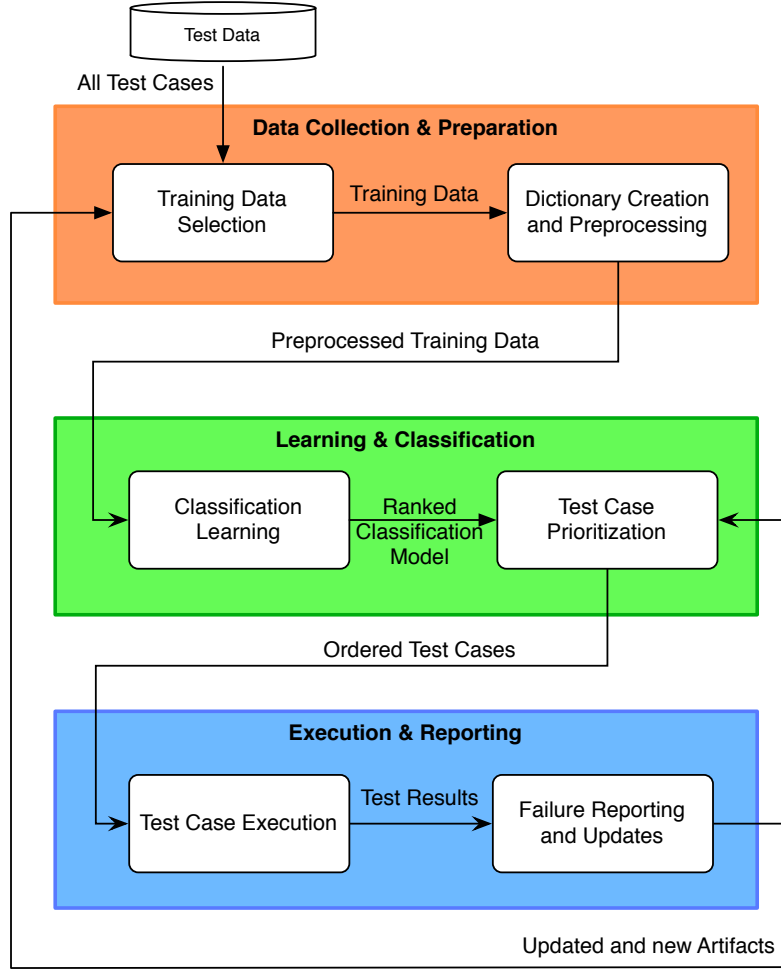 Test Data
All Test Cases
Data Collection & Preparation
Training Data
Selection
Training Data
Dictionary Creation
and Preprocessing
Preprocessed Training Data
Learning & Classification
Classification
Learning
Ranked
Classification
Model
Test Case
Prioritization
Ordered Test Cases
Execution & Reporting
Test Case Execution
Test Results
Failure Reporting
and Updates
Updated and new Artifacts